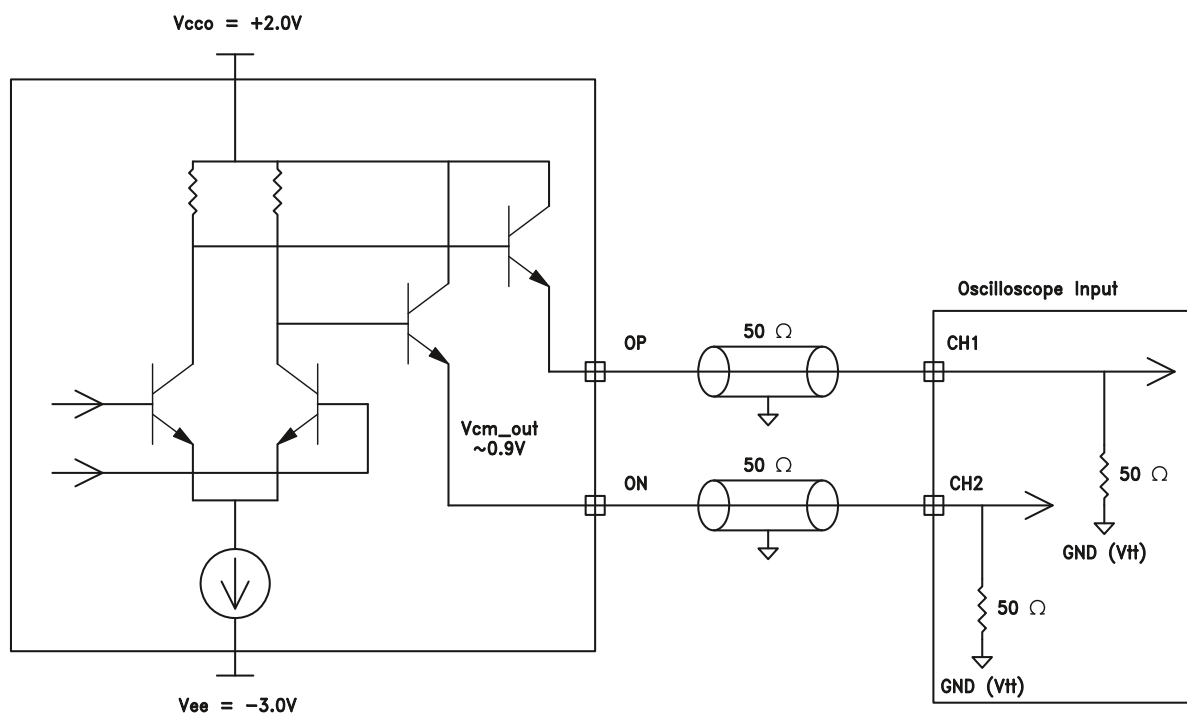 Vcco = +2.0V
Oscilloscope Input
OP
50 Ω
CH1
Vcm_out
~0.9V
50 Ω
ON
CH2
50 Ω
GND (Vtt)
50 Ω
GND (Vtt)
Vee = -3.0V